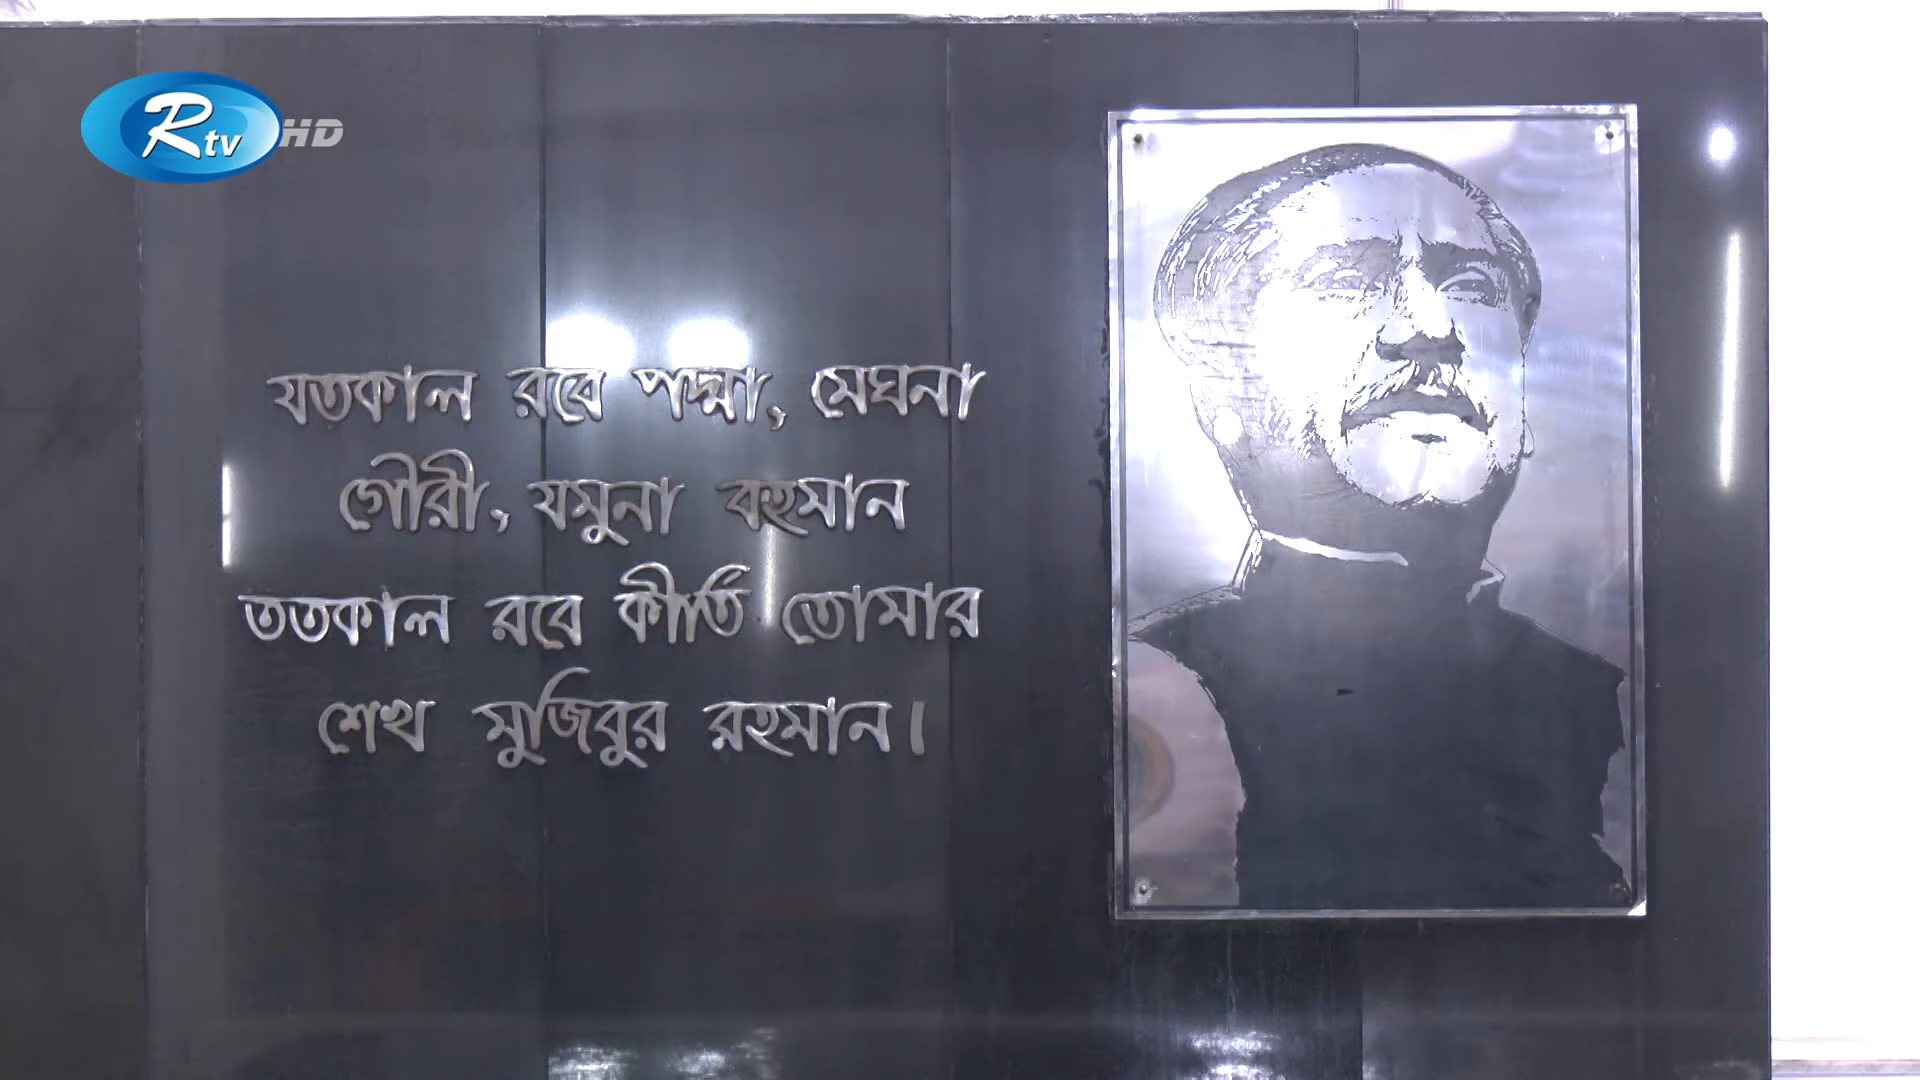 Rtv HD
যতকাল রবে পদ্মা, মেঘনা
গৌরী, যমুনা বহমান
ততকাল রবে কীর্তি তোমার
শেখ মুজিবুর রহমান।